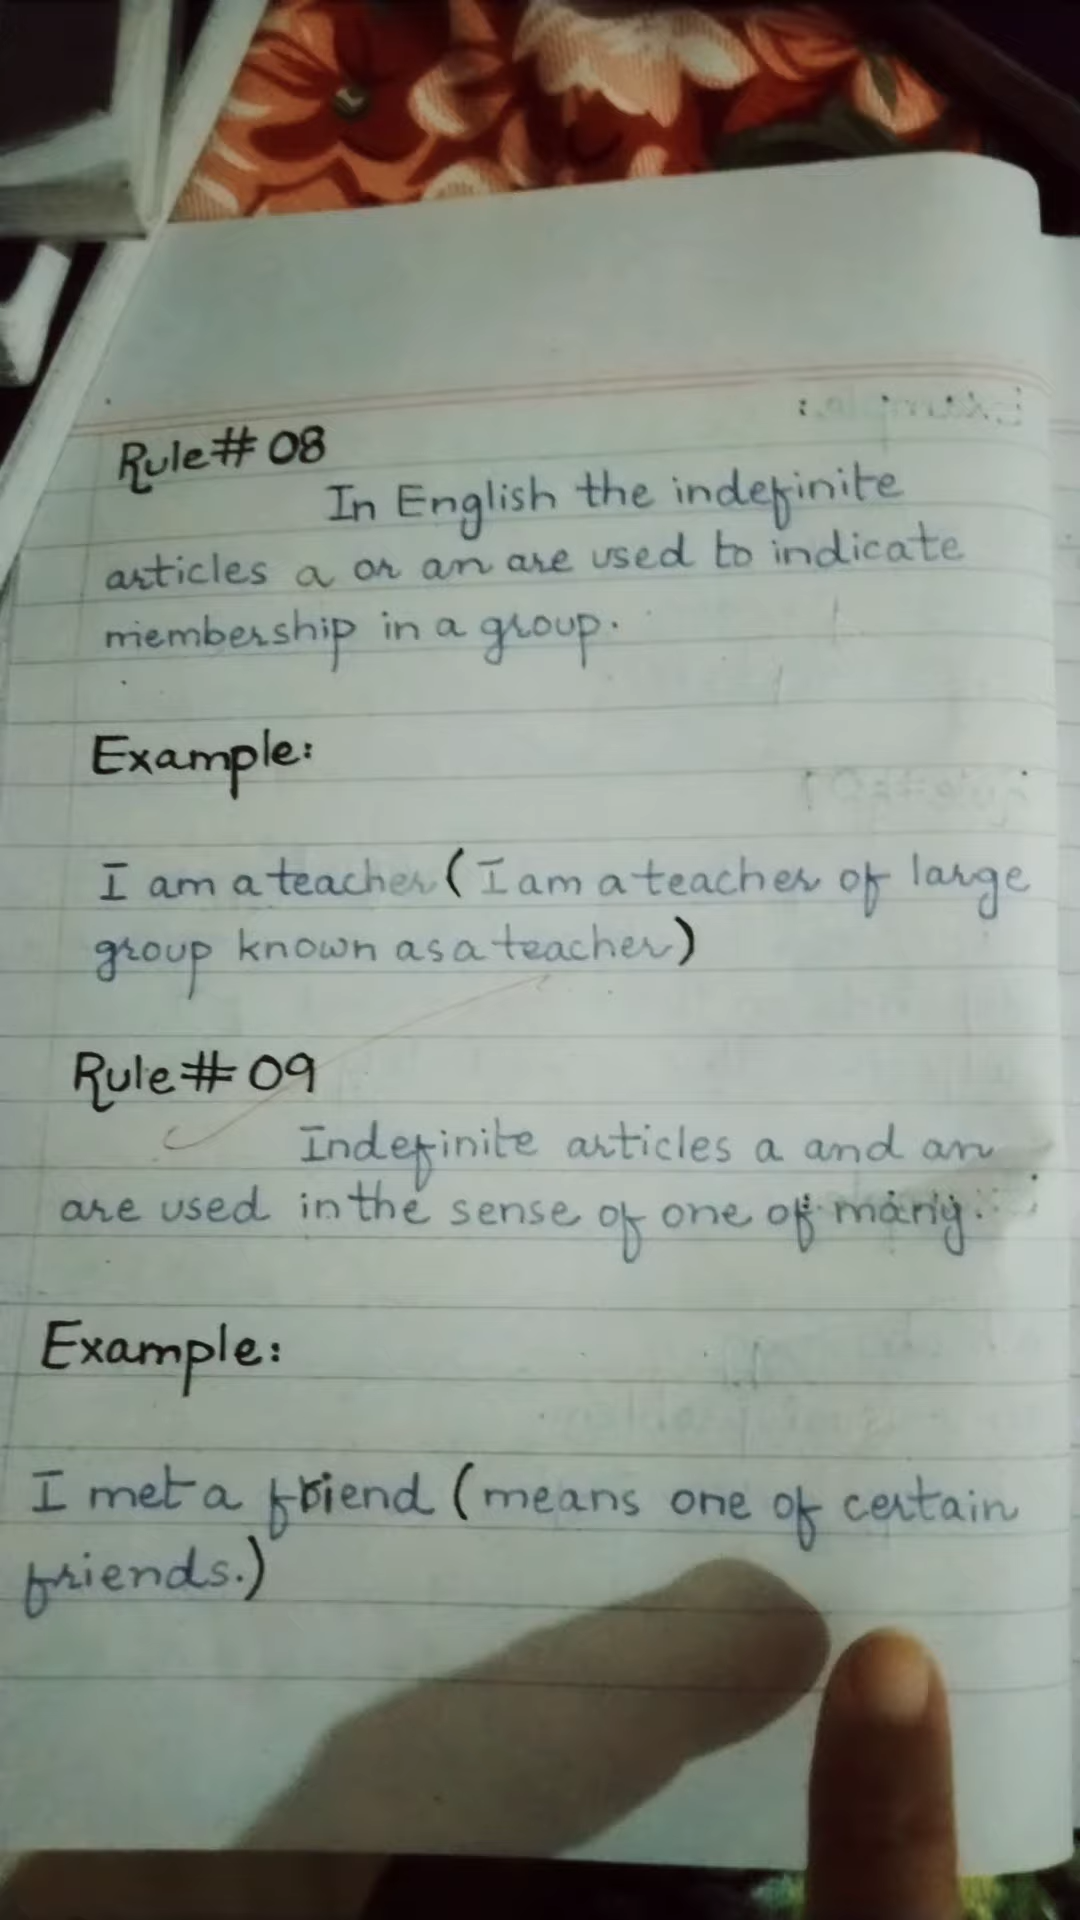 Rule# 08
In English the indefinite
articles a or an are used to indicate
membership in a group.
Example:
I am a teacher (I am a teacher of large
group known as a teacher)
Rule# 09
Indefinite articles a and an
are used in the sense of one of many.
Example:
I met a friend (means one of certain
friends.)